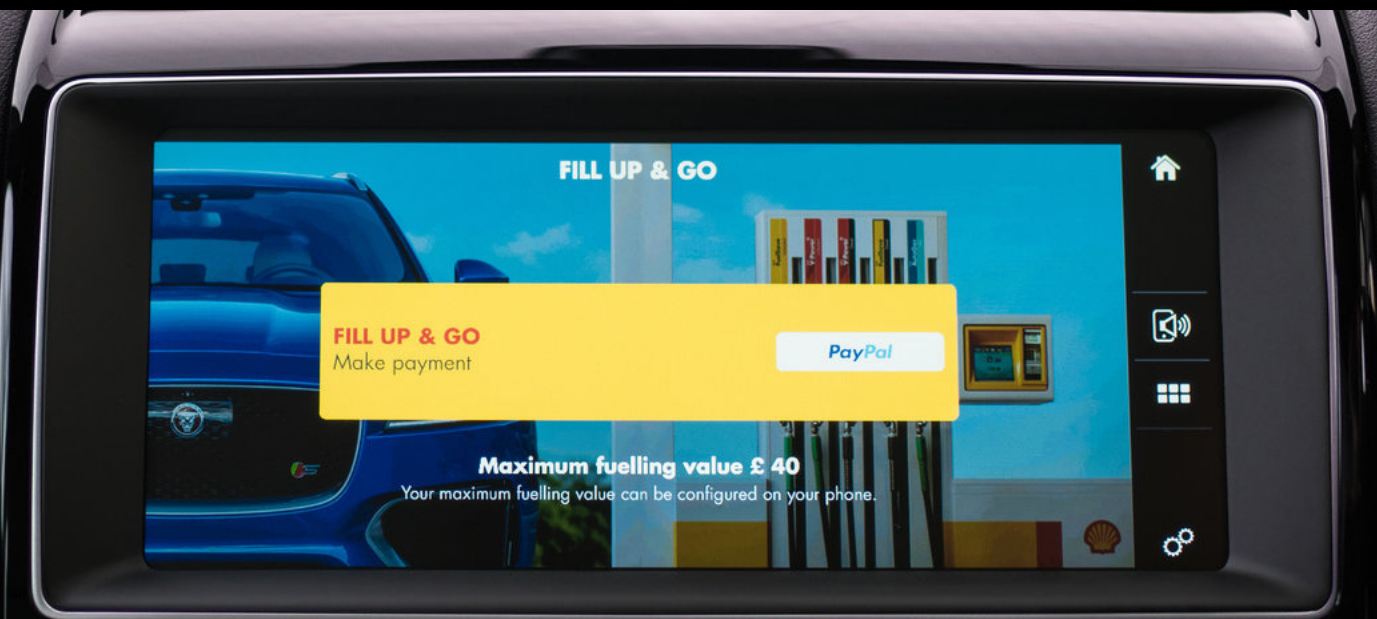 FILL UP & GO
FILL UP & GO
Make payment
PayPal
Maximum fuelling value £ 40
Your maximum fuelling value can be configured on your phone.